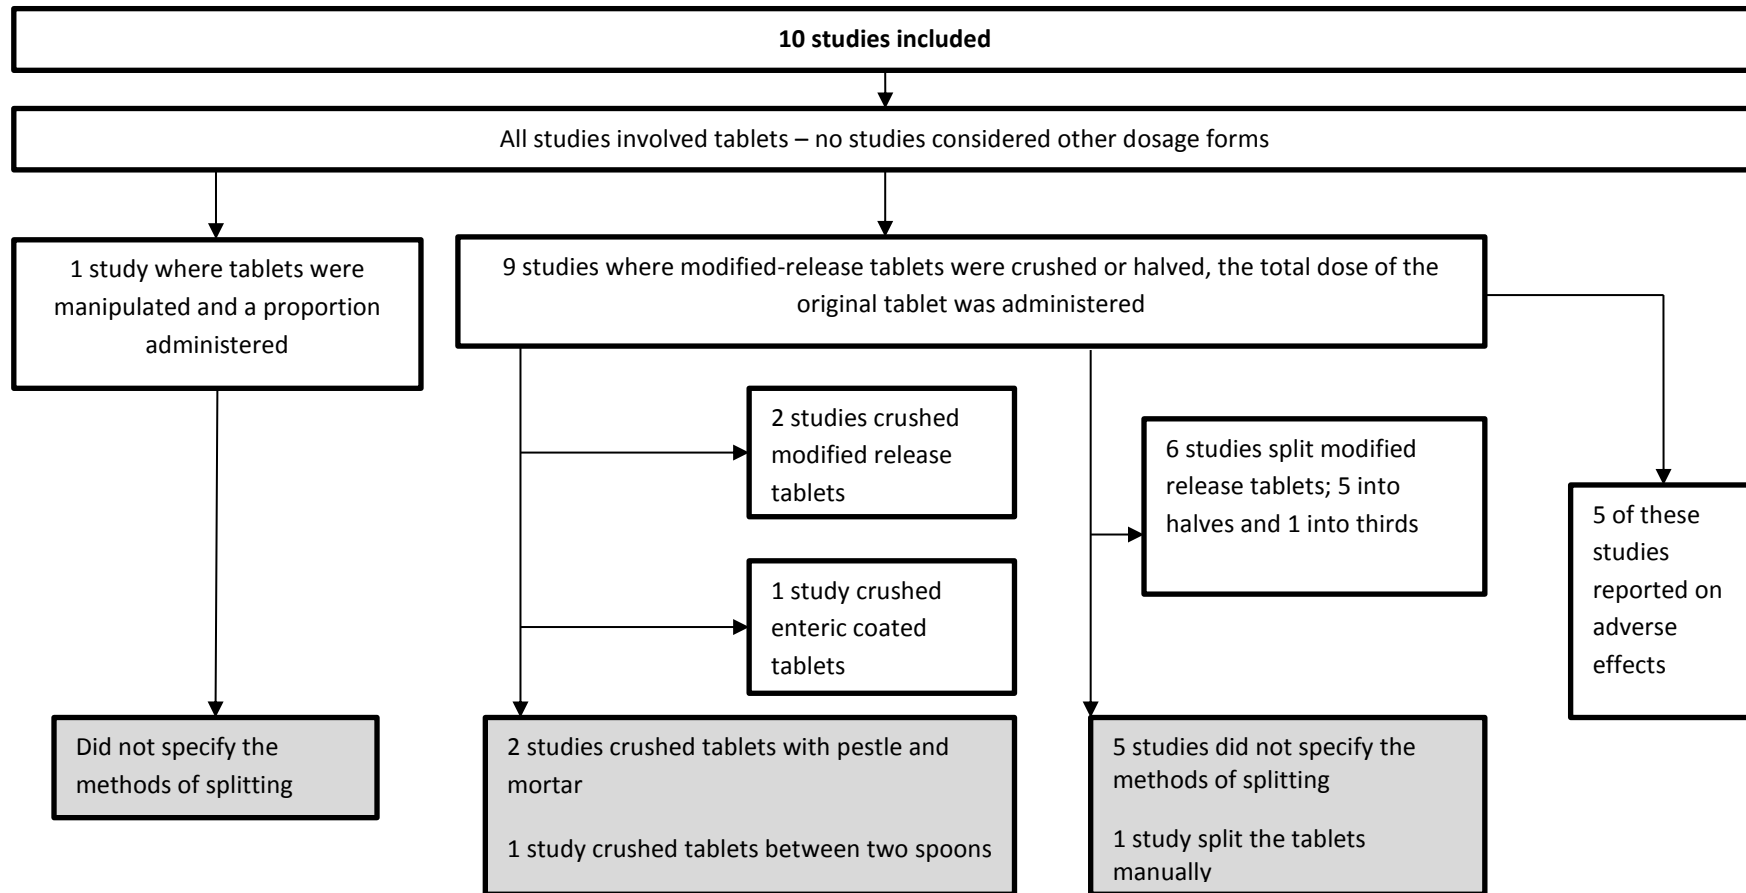 10 studies included
All studies involved tablets – no studies considered other dosage forms
1 study where tablets were
manipulated and a proportion
administered
9 studies where modified-release tablets were crushed or halved, the total dose of the
original tablet was administered
2 studies crushed
modified release
tablets
6 studies split modified
release tablets; 5 into
halves and 1 into thirds
5 of these
studies
reported on
adverse
effects
1 study crushed
enteric coated
tablets
Did not specify the
methods of splitting
2 studies crushed tablets with pestle and
mortar
1 study crushed tablets between two spoons
5 studies did not specify the
methods of splitting
1 study split the tablets
manually